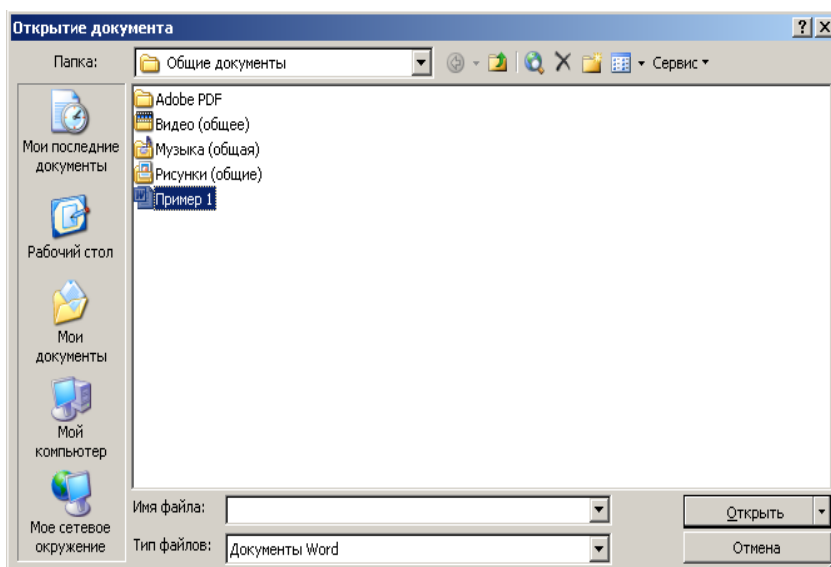 Открытие документа
Папка:
Общие документы
Сервис
Мои последние
документы
Рабочий стол
Мои
документы
Мой
компьютер
Мое сетевое
окружение
Adobe PDF
Видео (общее)
Музыка (общая)
Рисунки (общие)
Пример 1
Имя файла:
Открыть
Тип файлов:
Документы Word
Отмена